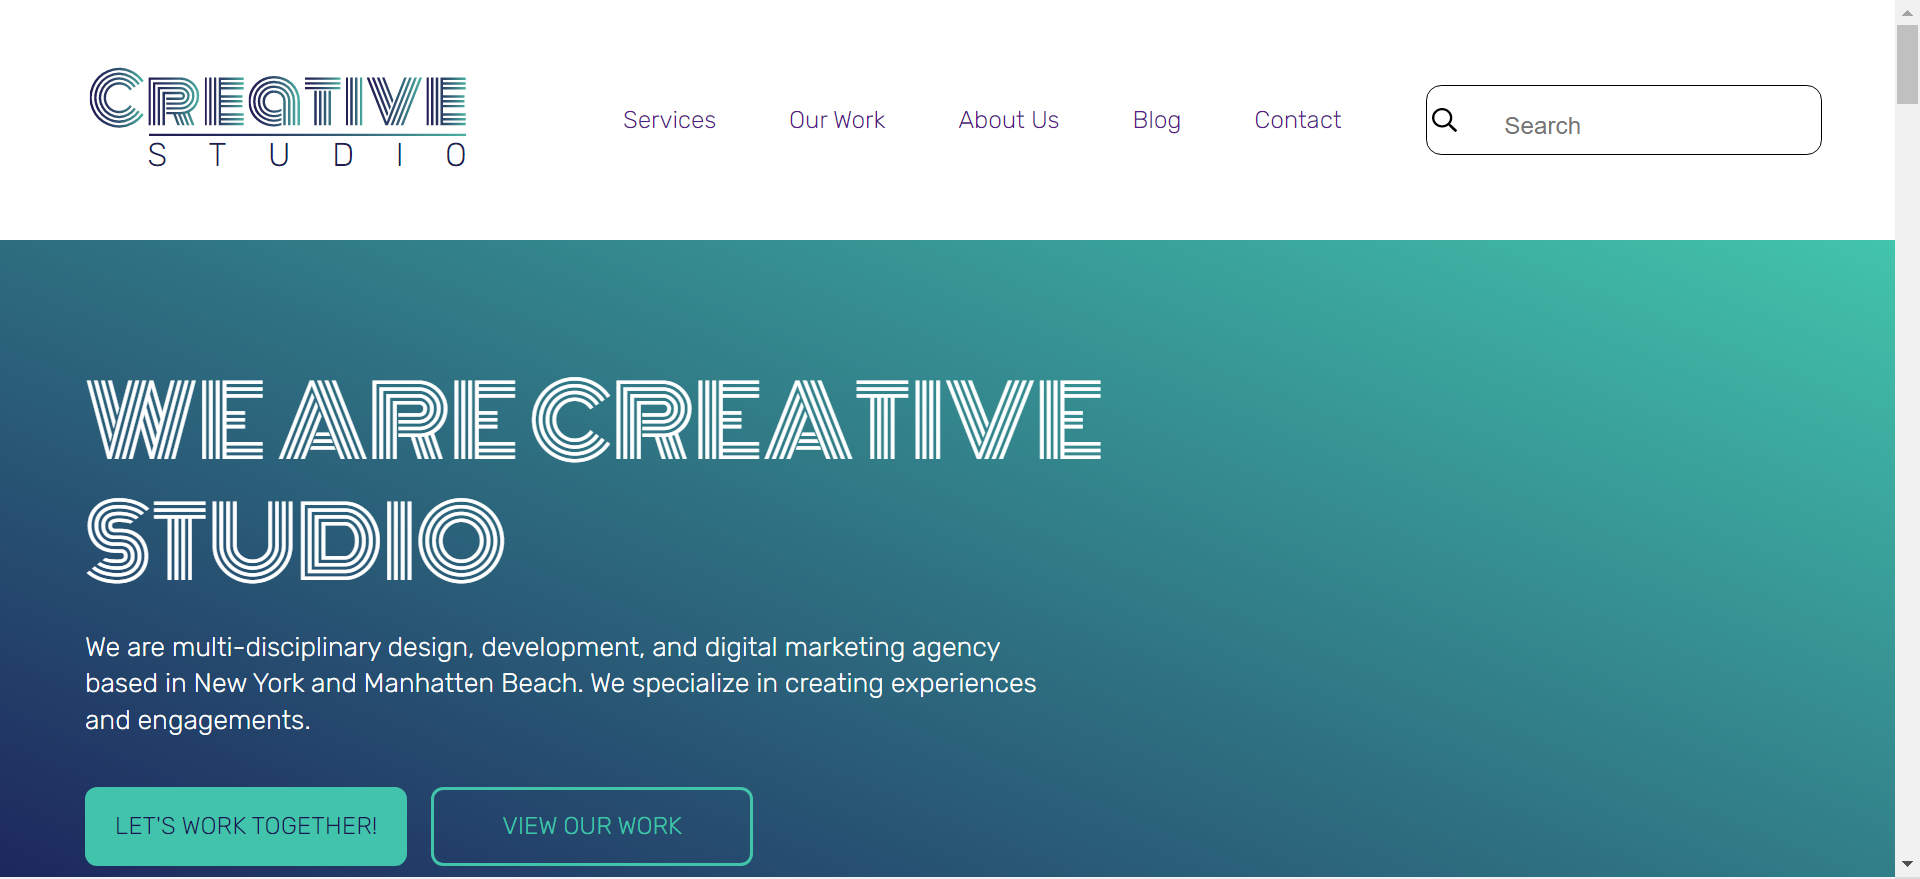 CREATIVE
STUDIO
Services Our Work About Us Blog Contact Search
WE ARE CREATIVE
STUDIO
We are multi-disciplinary design, development, and digital marketing agency
based in New York and Manhatten Beach. We specialize in creating experiences
and engagements.
LET'S WORK TOGETHER! VIEW OUR WORK